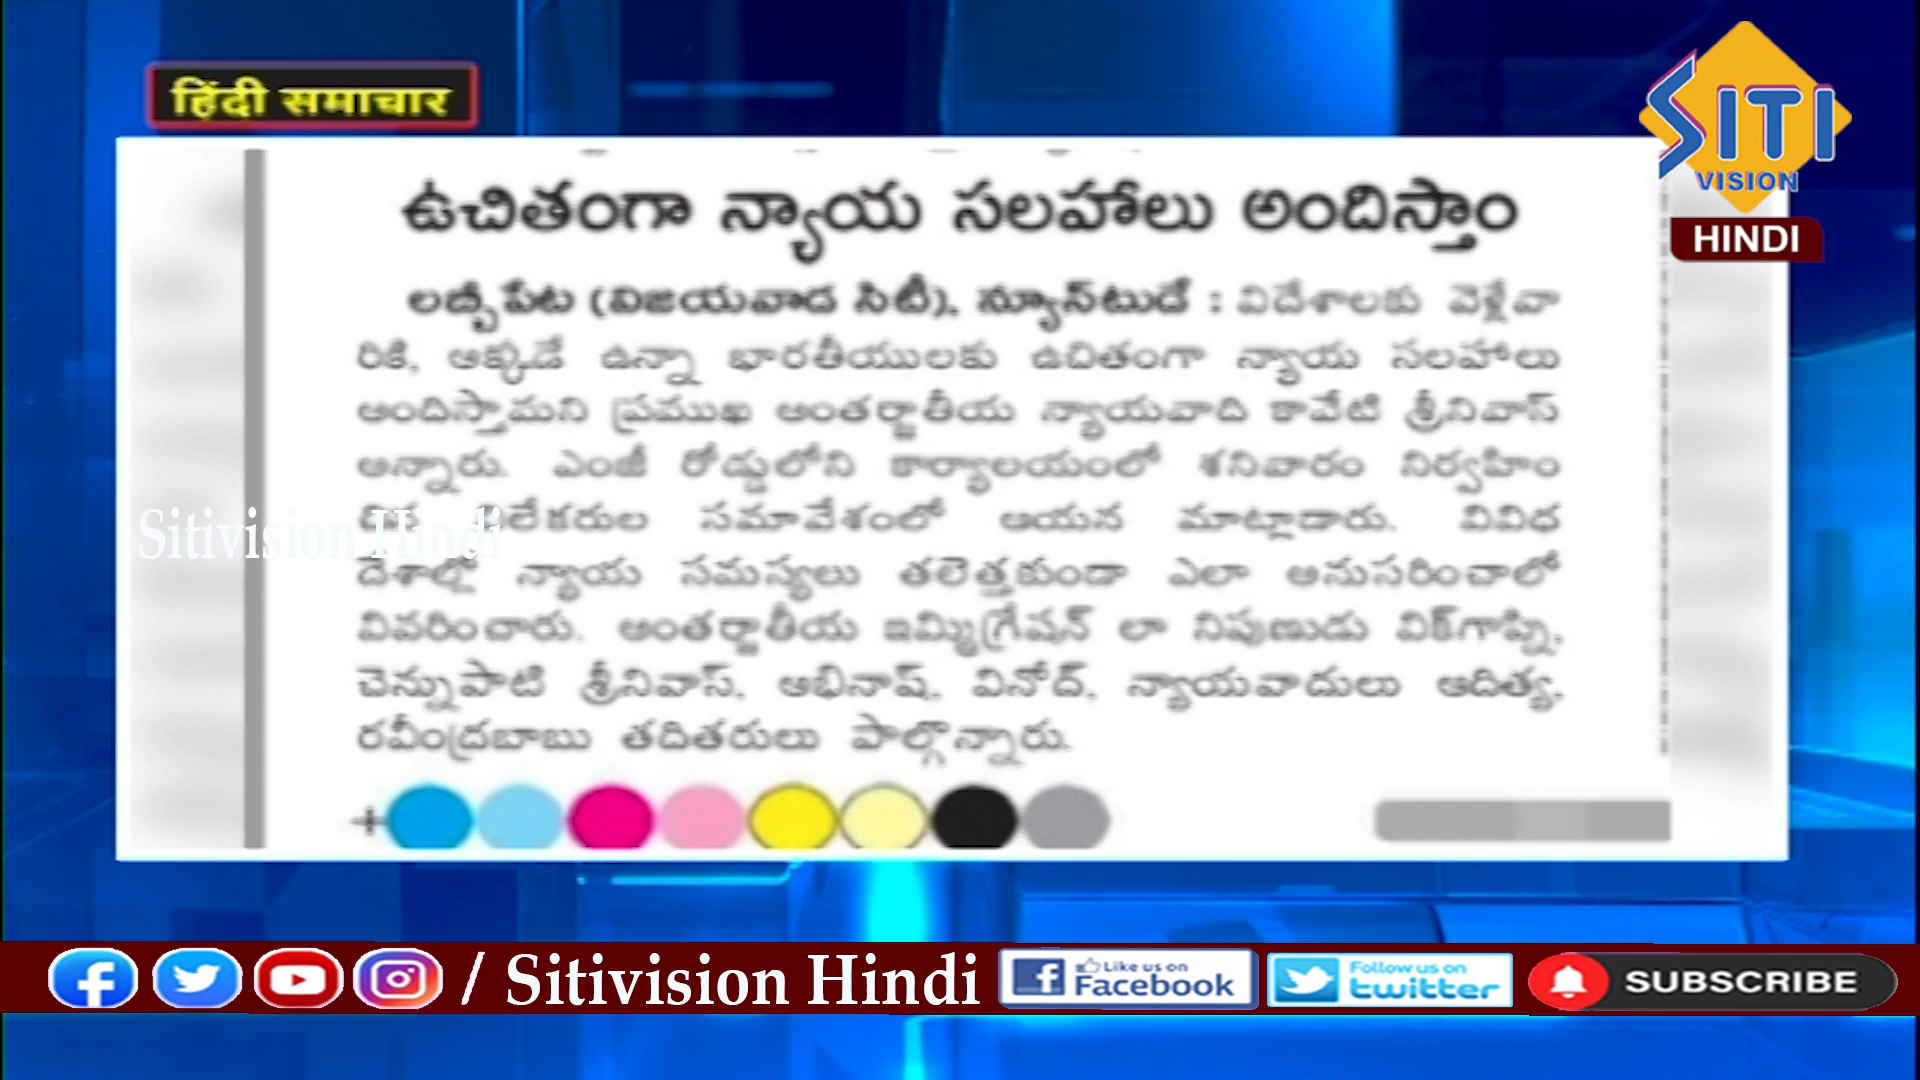 हिंदी समाचार
SITI
VISION
HINDI
ఉచితంగా న్యాయ సలహాలు అందిస్తాం
లబ్బీపేట (విజయవాడ సిటీ), న్యూస్‌టుడే : విదేశాలకు వెళ్లేవా
రికి, అక్కడే ఉన్నా భారతీయులకు ఉచితంగా న్యాయ సలహాలు
అందిస్తామని ప్రముఖ అంతర్జాతీయ న్యాయవాది కావేటి శ్రీనివాస్
అన్నారు. ఎంజీ రోడ్డులోని కార్యాలయంలో శనివారం నిర్వహిం
సమావేశంలో ఆయన మాట్లాడారు. వివిధ
Sitivision Hindi
దేశాల్లో న్యాయ సమస్యలు తలెత్తకుండా ఎలా అనుసరించాలో
వివరించారు. అంతర్జాతీయ ఇమ్మిగ్రేషన్ లా నిపుణుడు
చెన్నుపాటి శ్రీనివాస్, అభినాష్, వినోద్, న్యాయవాదులు ఆదిత్య,
రవీంద్రబాబు తదితరులు పాల్గొన్నారు.
/ Sitivision Hindi
Like us on
Facebook
Follow us on
twitter
SUBSCRIBE